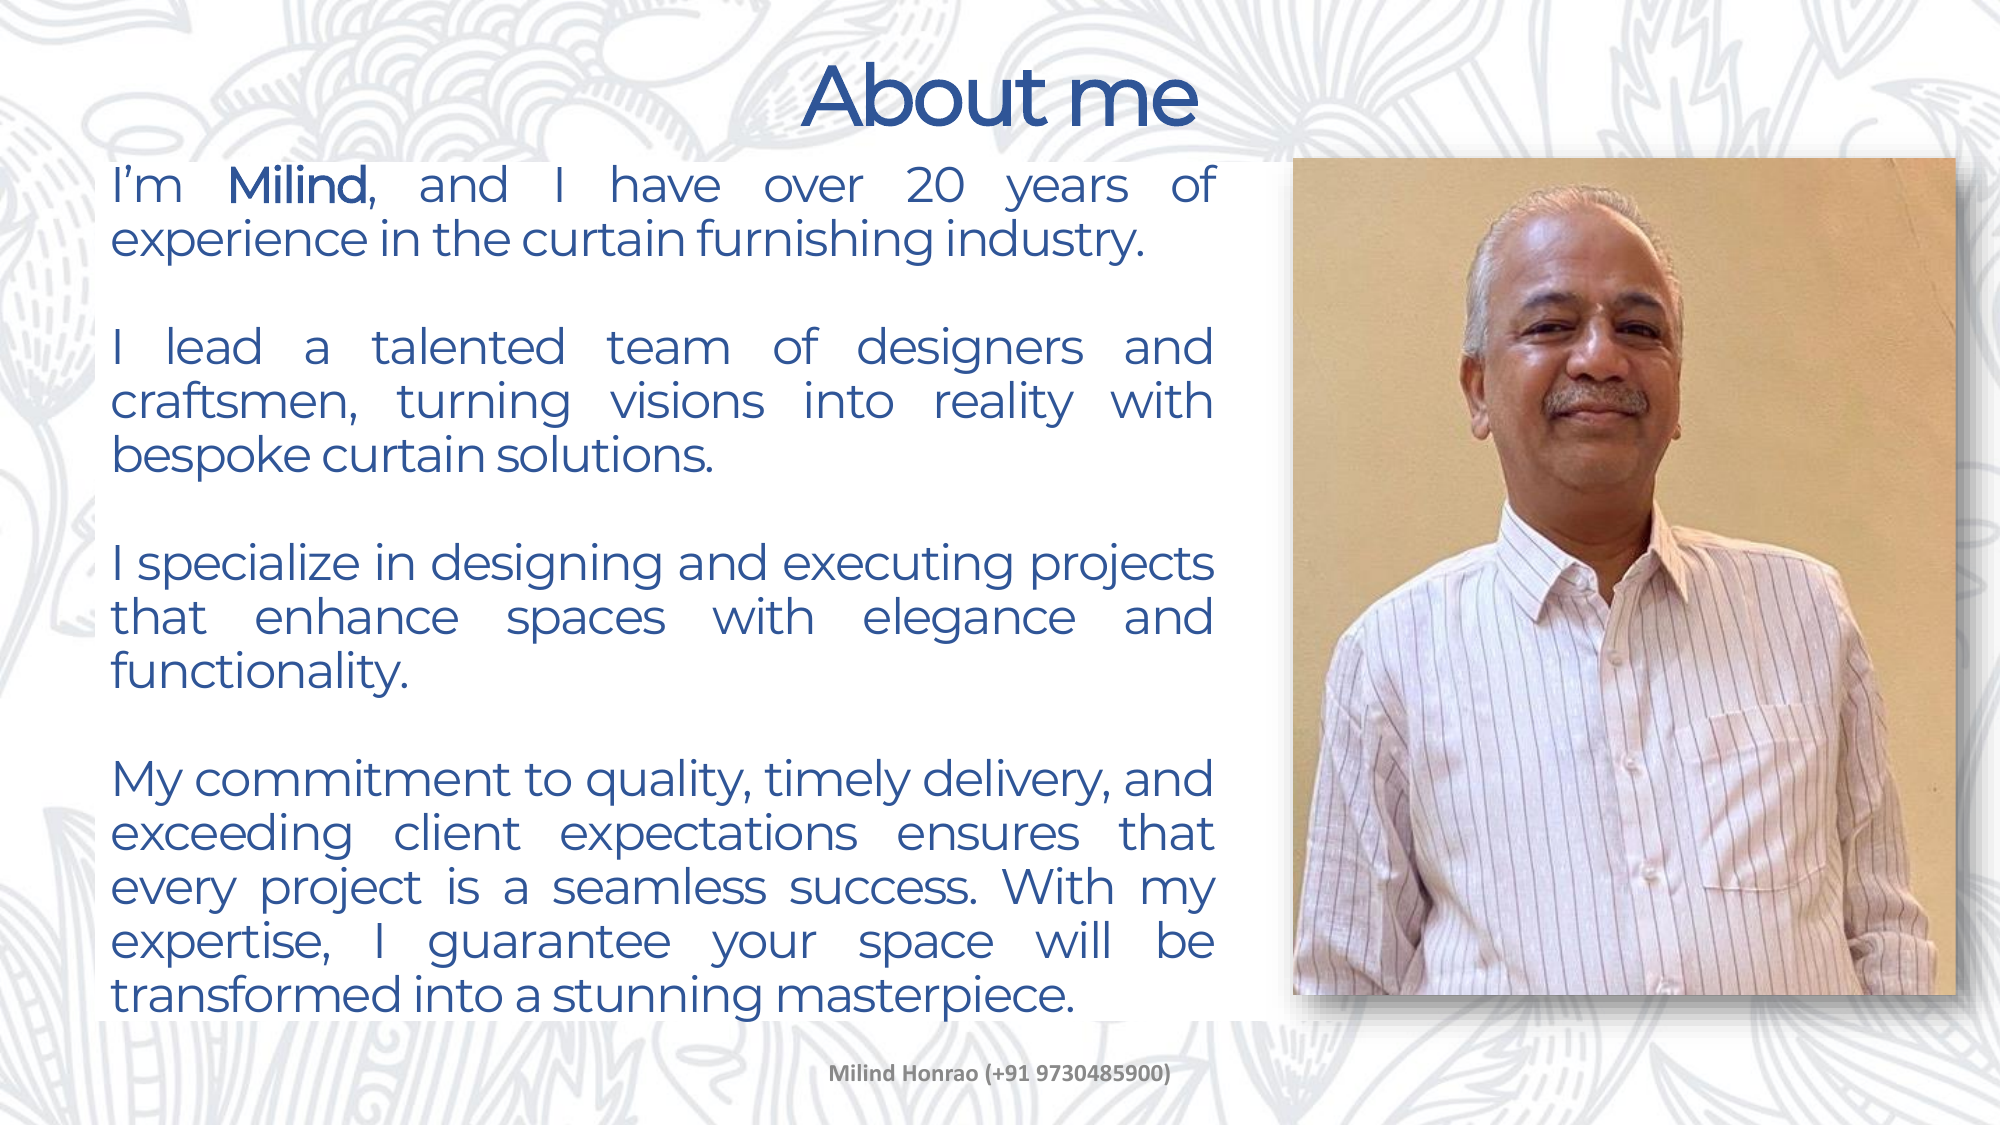 About me
I’m Milind, and I have over 20 years of
experience in the curtain furnishing industry.
I lead a talented team of designers and
craftsmen, turning visions into reality with
bespoke curtain solutions.
I specialize in designing and executing projects
that enhance spaces with elegance and
functionality.
My commitment to quality, timely delivery, and
exceeding client expectations ensures that
every project is a seamless success. With my
expertise, I guarantee your space will be
transformed into a stunning masterpiece.
Milind Honrao (+91 9730485900)